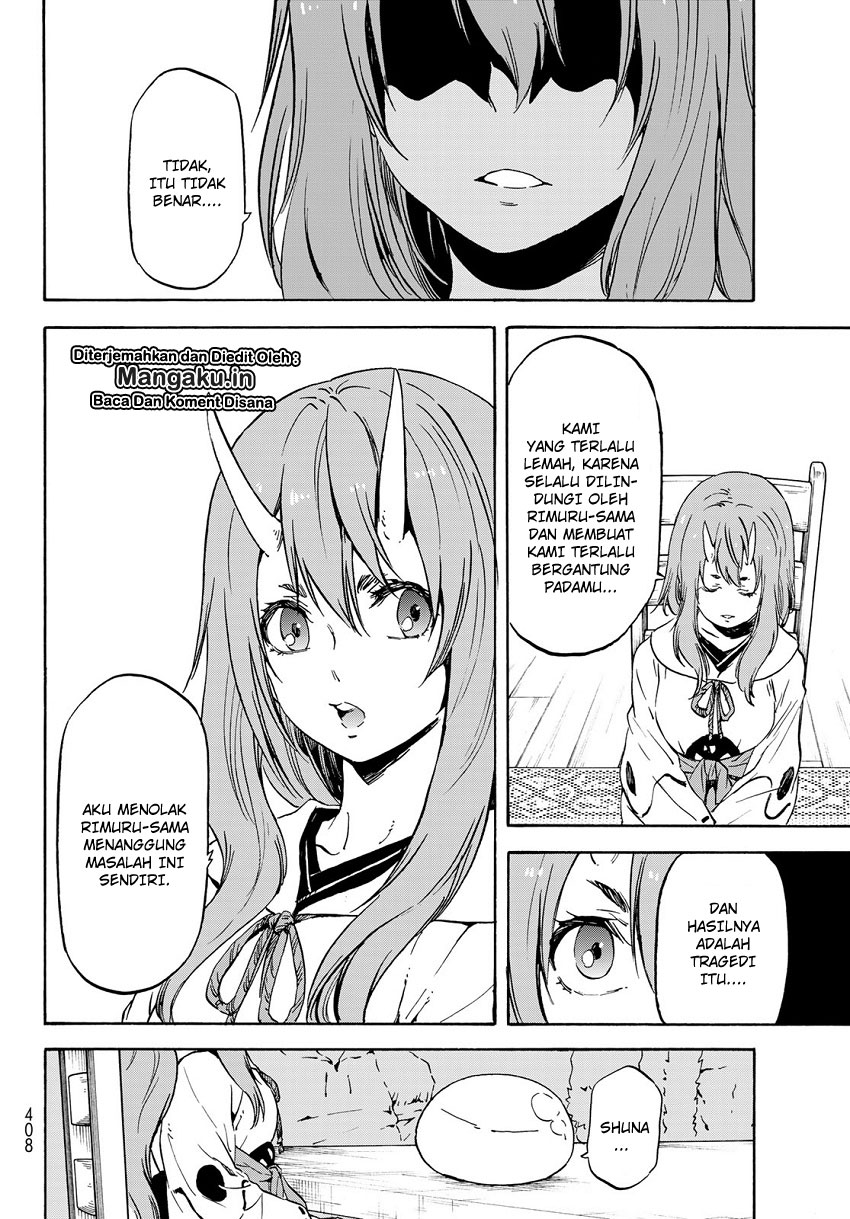 TIDAK,
ITU TIDAK
BENAR....
KAMI
YANG TERLALU
LEMAH, KARENA
SELALU DILIN-
DUNGI OLEH
RIMURU-SAMA
DAN MEMBUAT
KAMI TERLALU
BERGANTUNG
PADAMU...
DAN
HASILNYA
ADALAH
TRAGEDI
ITU....
Diterjemahkan dan Diedit Oleh :
Mangaku.in
Baca Dan Koment Disana
AKU MENOLAK
RIMURU-SAMA
MENANGGUNG
MASALAH INI
SENDIRI.
SHUNA
...
408